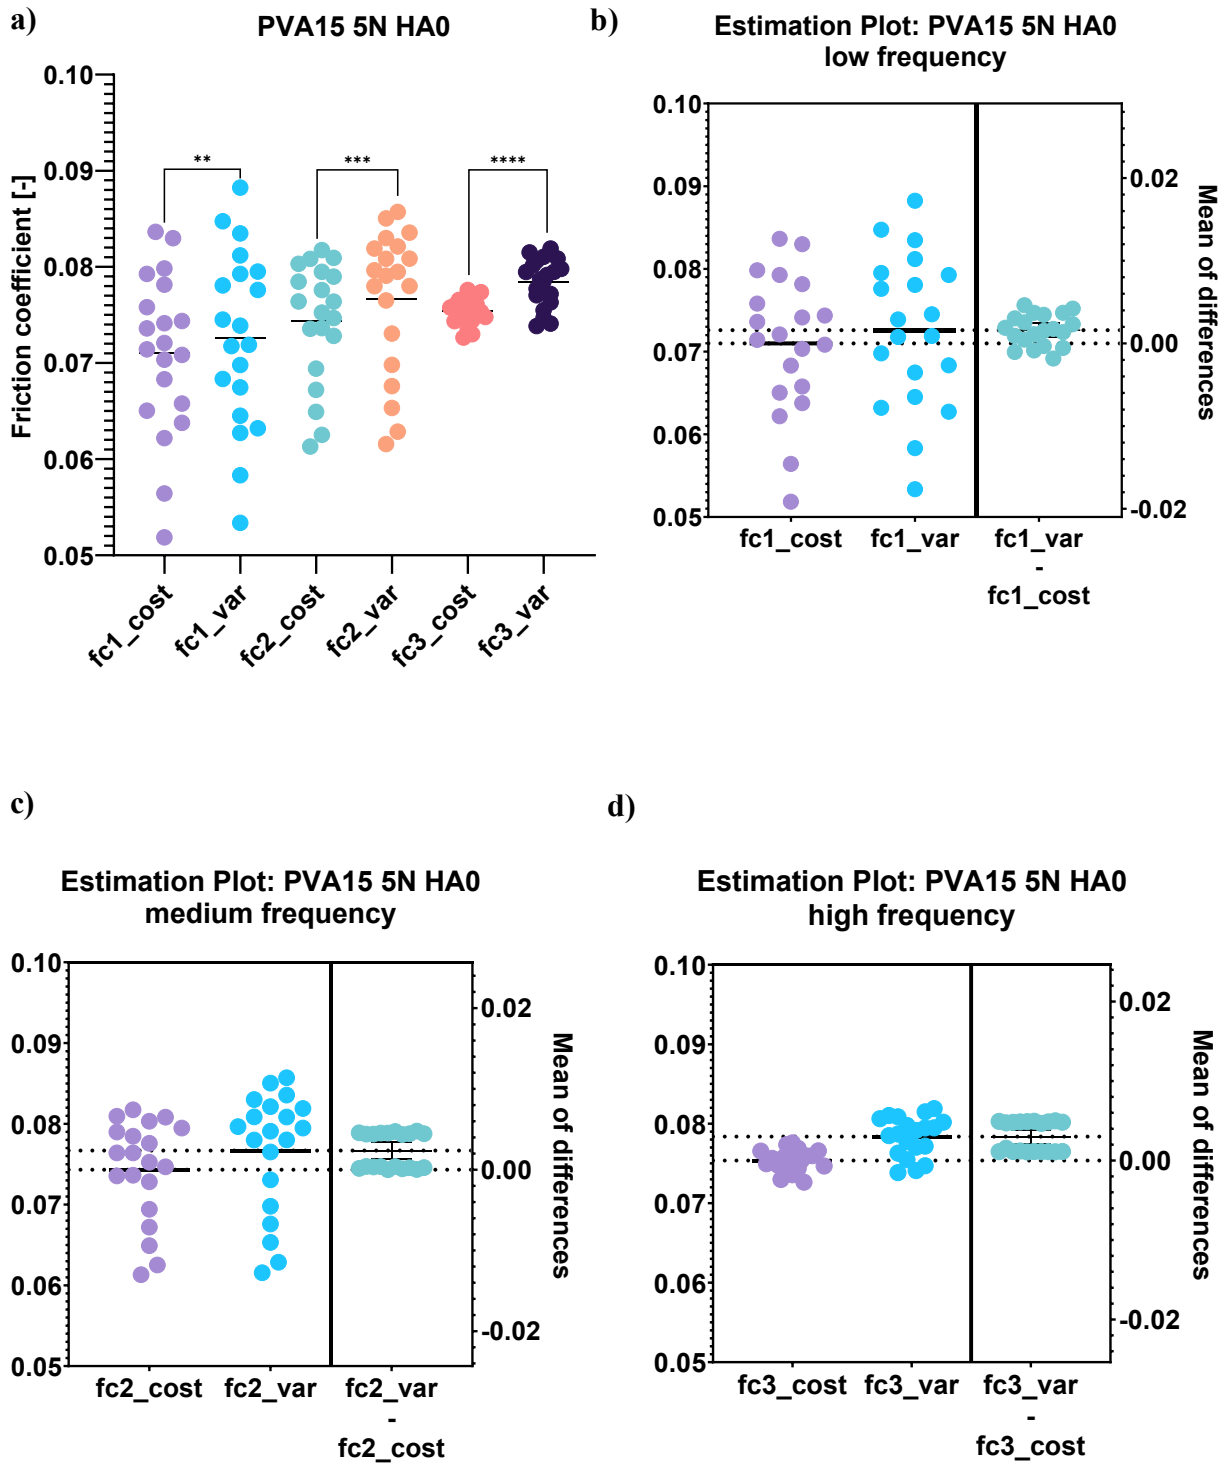 a)
PVA15 5N HA0
Friction coefficient [-]
0.10
0.09
0.08
0.07
0.06
0.05
**
***
****
fc1_cost
fc1_var
fc2_cost
fc2_var
fc3_cost
fc3_var
b)
Estimation Plot: PVA15 5N HA0
low frequency
0.10
0.09
0.08
0.07
0.06
0.05
0.02
0.00
-0.02
Mean of differences
fc1_cost
fc1_var
fc1_var
-
fc1_cost
c)
Estimation Plot: PVA15 5N HA0
medium frequency
0.10
0.09
0.08
0.07
0.06
0.05
0.02
0.00
-0.02
Mean of differences
fc2_cost
fc2_var
fc2_var
-
fc2_cost
d)
Estimation Plot: PVA15 5N HA0
high frequency
0.10
0.09
0.08
0.07
0.06
0.05
0.02
0.00
-0.02
Mean of differences
fc3_cost
fc3_var
fc3_var
-
fc3_cost